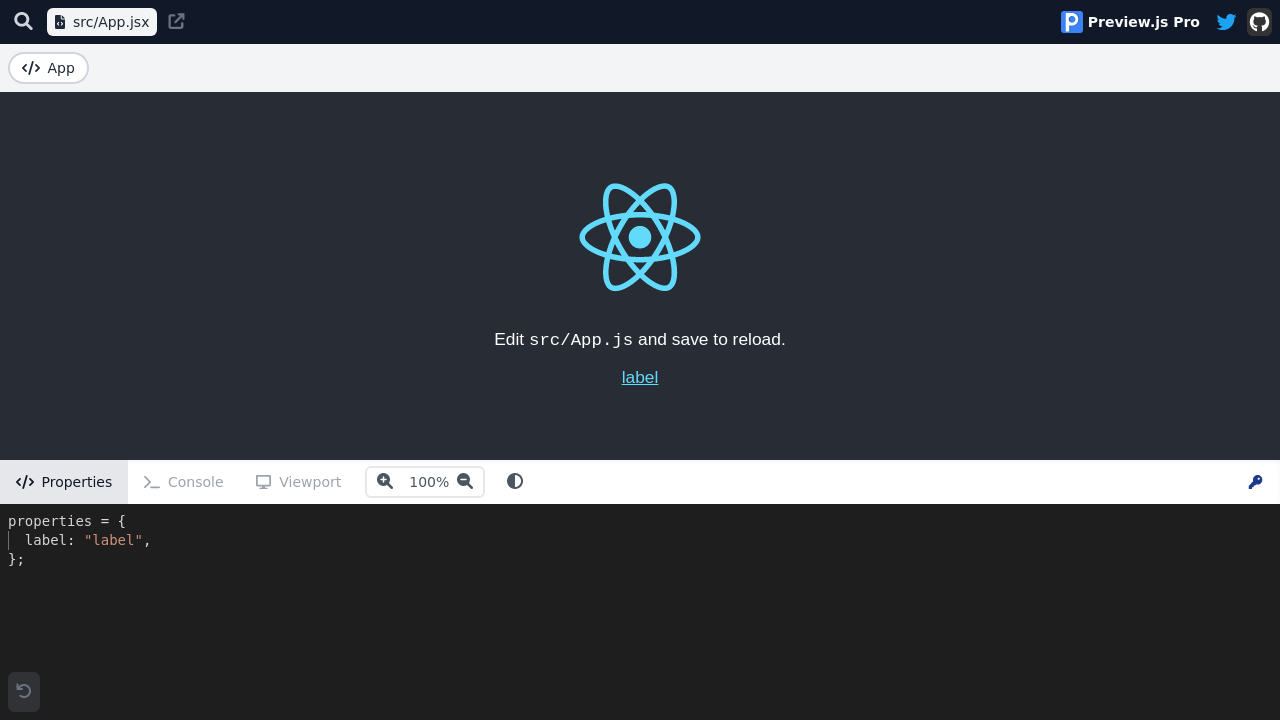 src/App.jsx
Preview.js Pro
App
Edit src/App.js and save to reload.
label
Properties
Console
Viewport
100%
properties = {
  label: "label",
};